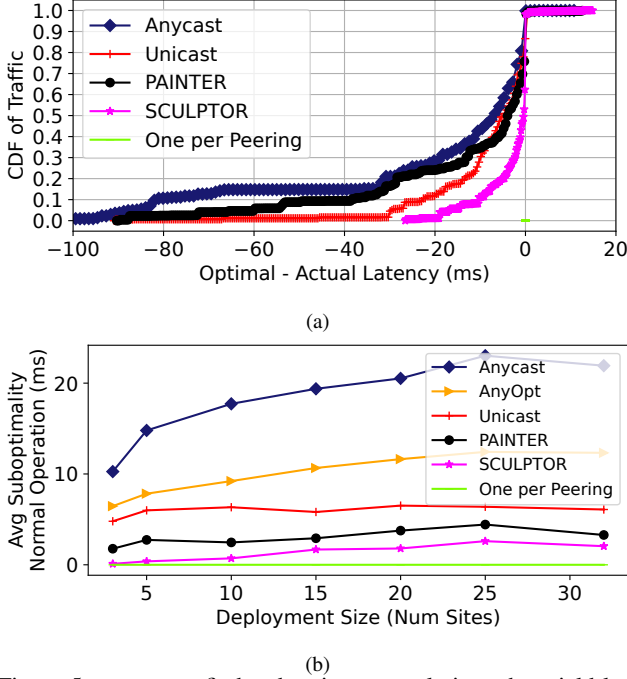 1.0
0.9
0.8
0.7
0.6
0.5
0.4
0.3
0.2
0.1
0.0
CDF of Traffic
Anycast
Unicast
PAINTER
SCULPTOR
One per Peering
−100 −80 −60 −40 −20 0 20
Optimal - Actual Latency (ms)
(a)
20
10
0
Avg Suboptimality
Normal Operation (ms)
Anycast
AnyOpt
Unicast
PAINTER
SCULPTOR
One per Peering
5 10 15 20 25 30
Deployment Size (Num Sites)
(b)